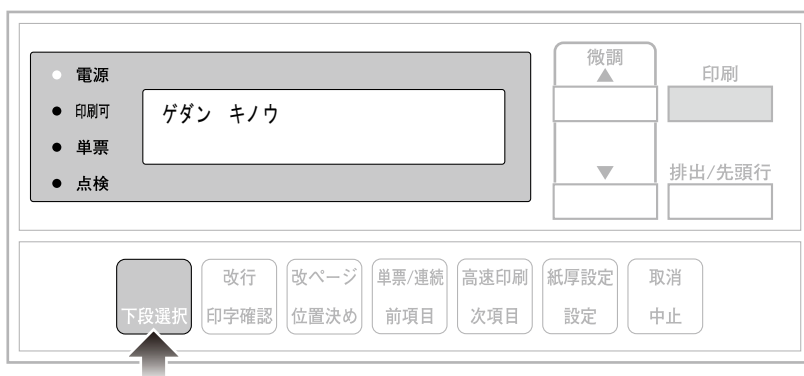 電源
印刷可
単票
点検
ゲダン キノウ
微調
印刷
排出/先頭行
下段選択
改行
印字確認
改ページ
位置決め
単票/連続
前項目
高速印刷
次項目
紙厚設定
設定
取消
中止